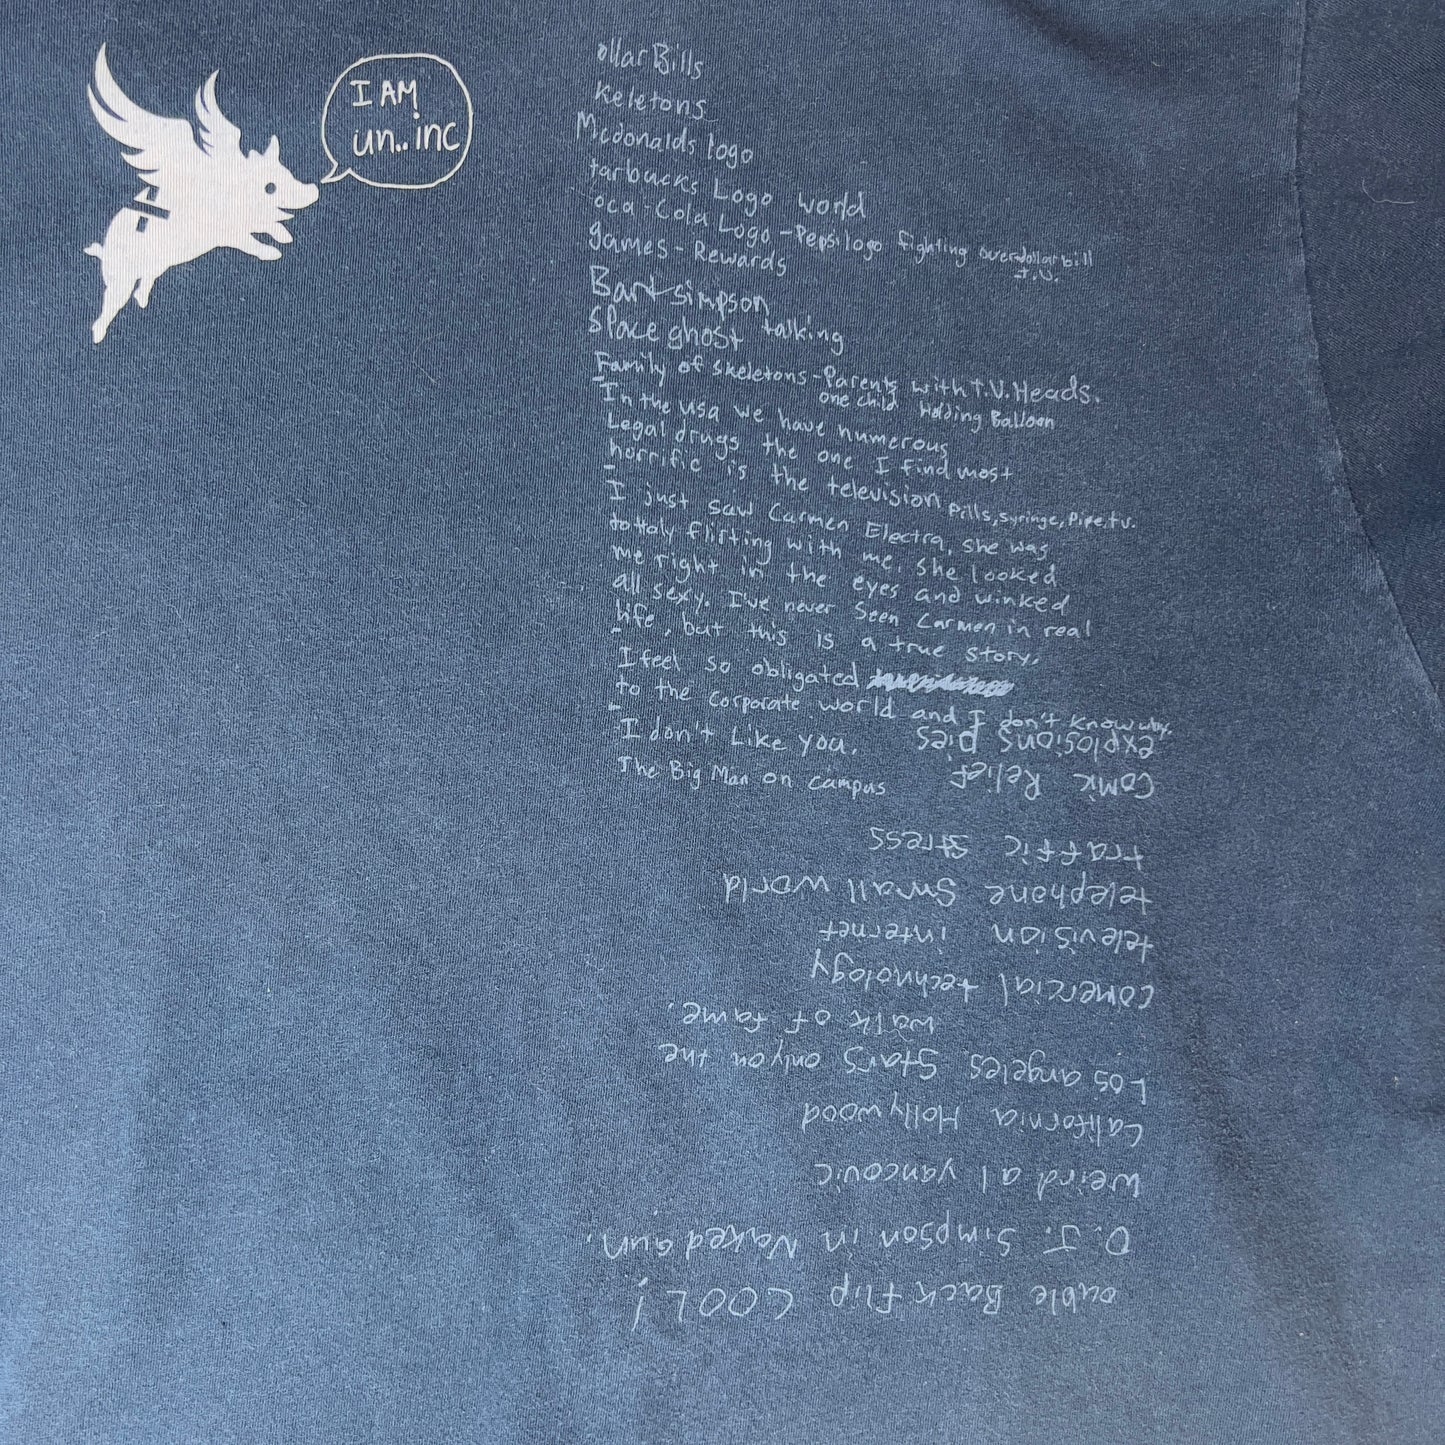 I AM
un..inc
ollar Bills
keletons
Mcdonalds logo
tarbucks Logo world
oca-Cola Logo - Pepsi logo fighting over dollar bill
T.V.
games - Rewards
Bart simpson
Space ghost talking
Family of skeletons - Parents with T.V. Heads.
one child Holding Balloon
- In the usa we have numerous
Legal drugs the one I find most
horrific is the television Pills, syringe, Pipe, t.v.
- I just saw Carmen Electra, she was
totaly flirting with me, she looked
me right in the eyes and winked
all sexy. I've never seen Carmen in real
life, but this is a true story.
- I feel so obligated
to the corporate world and I don't know why.
- I don't Like you.
The Big Man on campus
ouble Back flip COOL!
O.J. Simpson in Naked Gun.
weird al yancovic
California Hollywood
Los angeles stars only on the
walk of fame.
comercial technology
television internet
telephone small world
traffic stress
Comic Relief
explosions pies